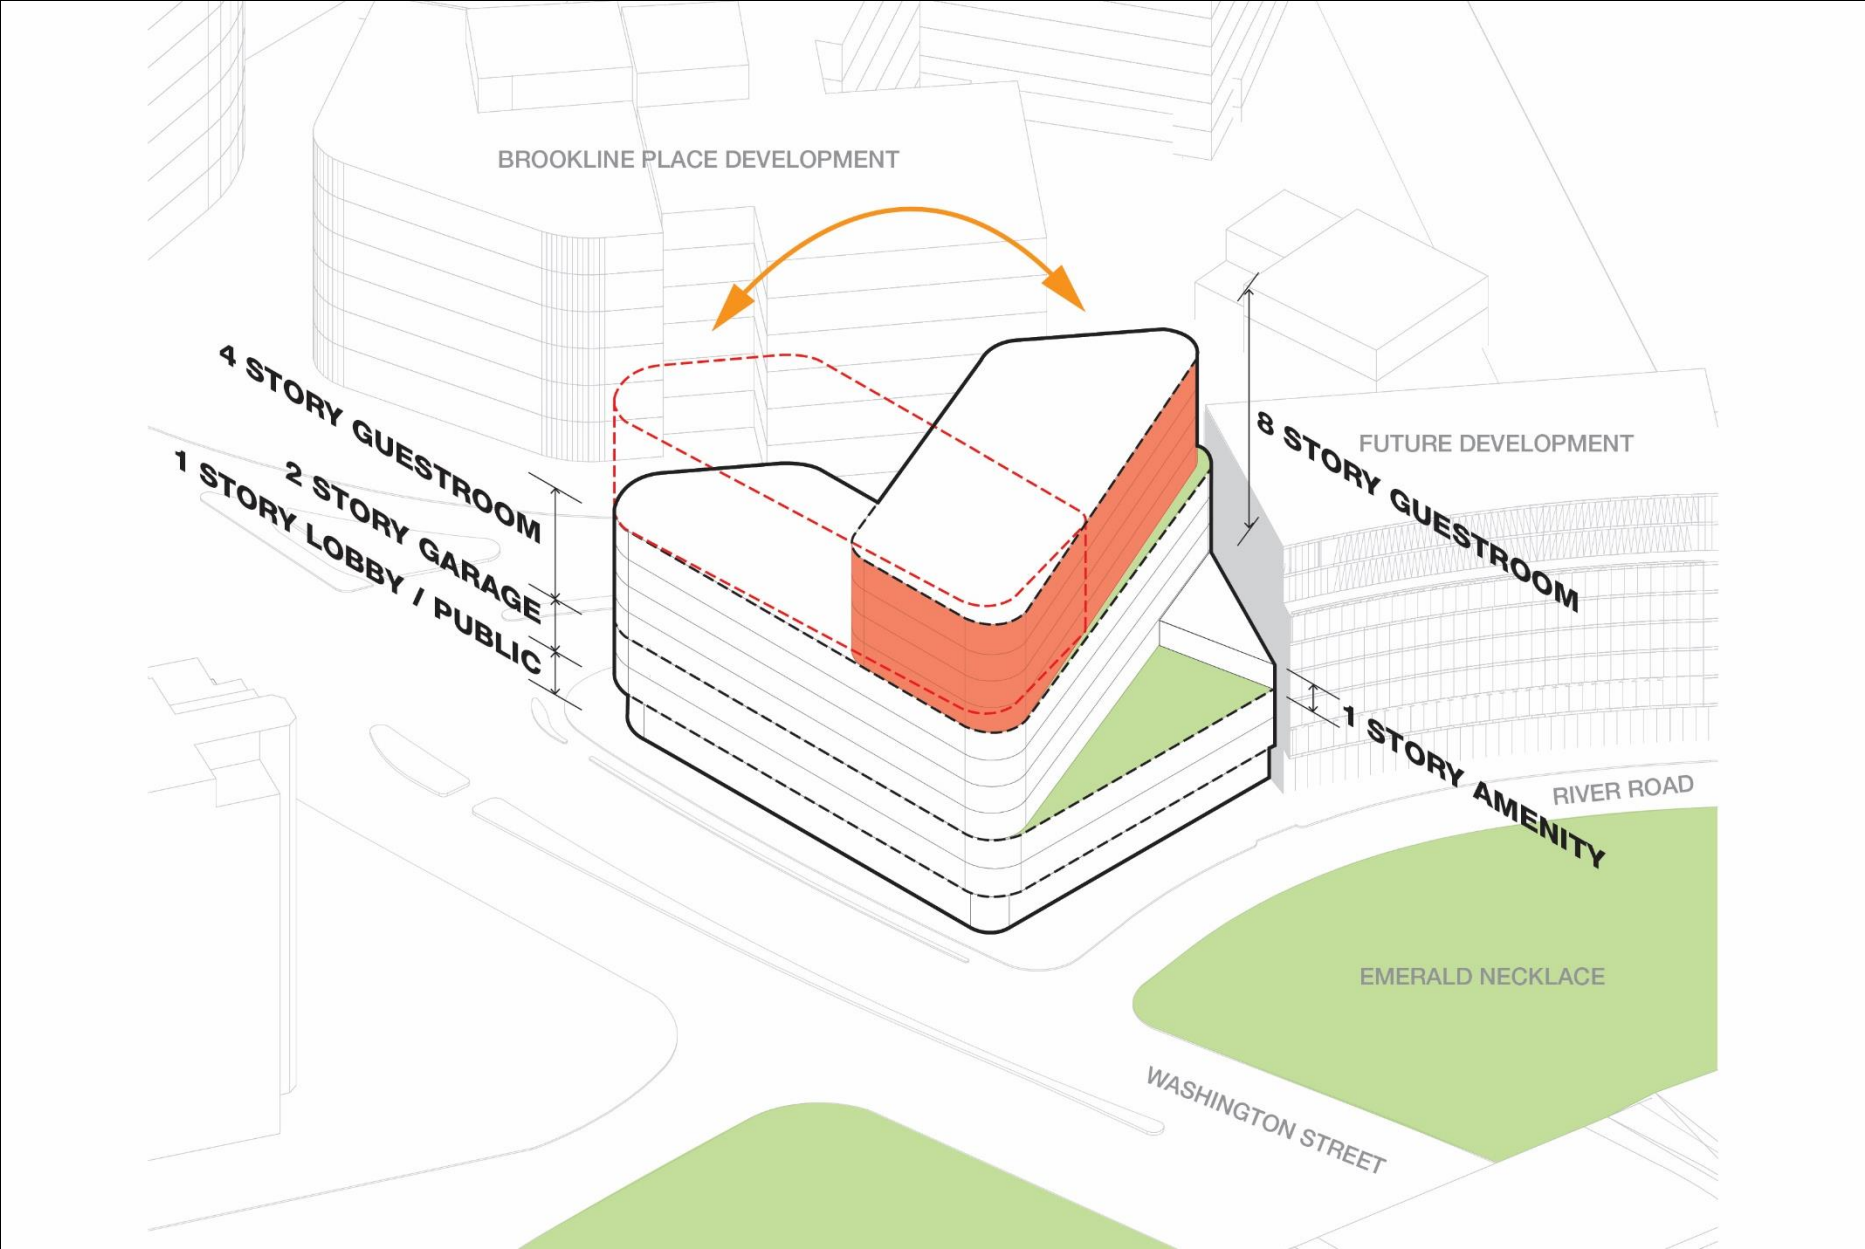 BROOKLINE PLACE DEVELOPMENT
4 STORY GUESTROOM
2 STORY GARAGE
1 STORY LOBBY / PUBLIC
8 STORY GUESTROOM
FUTURE DEVELOPMENT
1 STORY AMENITY
RIVER ROAD
EMERALD NECKLACE
WASHINGTON STREET